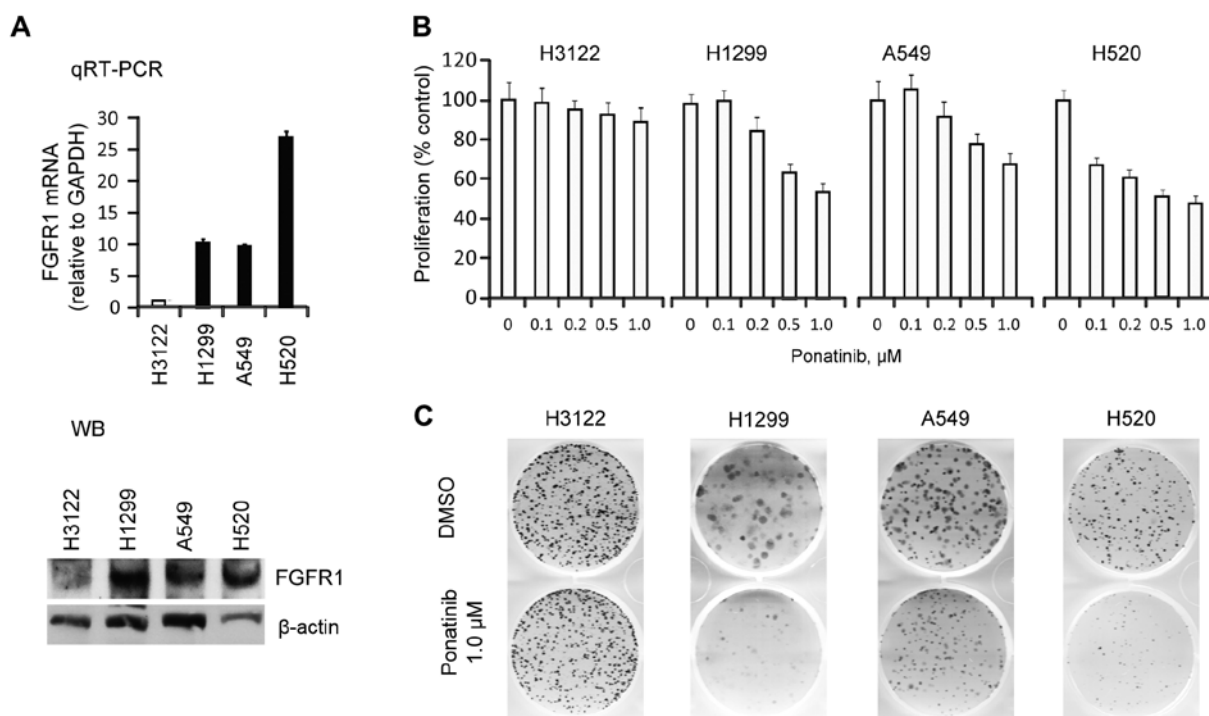 A
qRT-PCR
FGFR1 mRNA
(relative to GAPDH)
30
25
20
15
10
5
0
H3122
H1299
A549
H520
WB
H3122
H1299
A549
H520
FGFR1
β-actin
B
H3122 H1299 A549 H520
Proliferation (% control)
120
100
80
60
40
20
0
0 0.1 0.2 0.5 1.0 0 0.1 0.2 0.5 1.0 0 0.1 0.2 0.5 1.0 0 0.1 0.2 0.5 1.0
Ponatinib, µM
C
H3122 H1299 A549 H520
DMSO
Ponatinib
1.0 µM